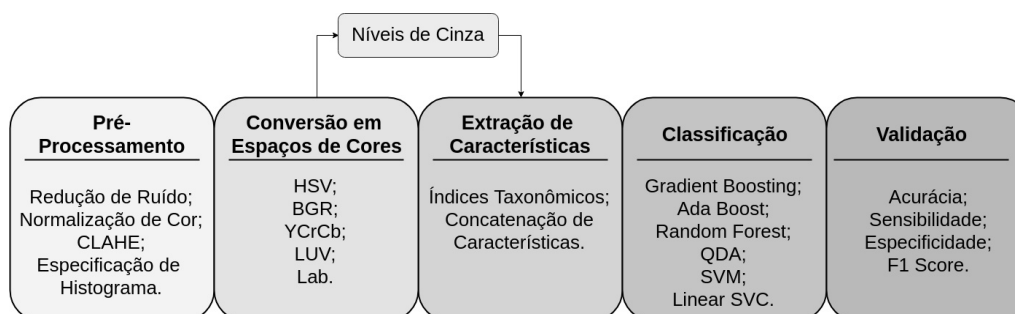 Níveis de Cinza
Pré-
Processamento
Redução de Ruído;
Normalização de Cor;
CLAHE;
Especificação de
Histograma.
Conversão em
Espaços de Cores
HSV;
BGR;
YCrCb;
LUV;
Lab.
Extração de
Características
Índices Taxonômicos;
Concatenação de
Características.
Classificação
Gradient Boosting;
Ada Boost;
Random Forest;
QDA;
SVM;
Linear SVC.
Validação
Acurácia;
Sensibilidade;
Especificidade;
F1 Score.